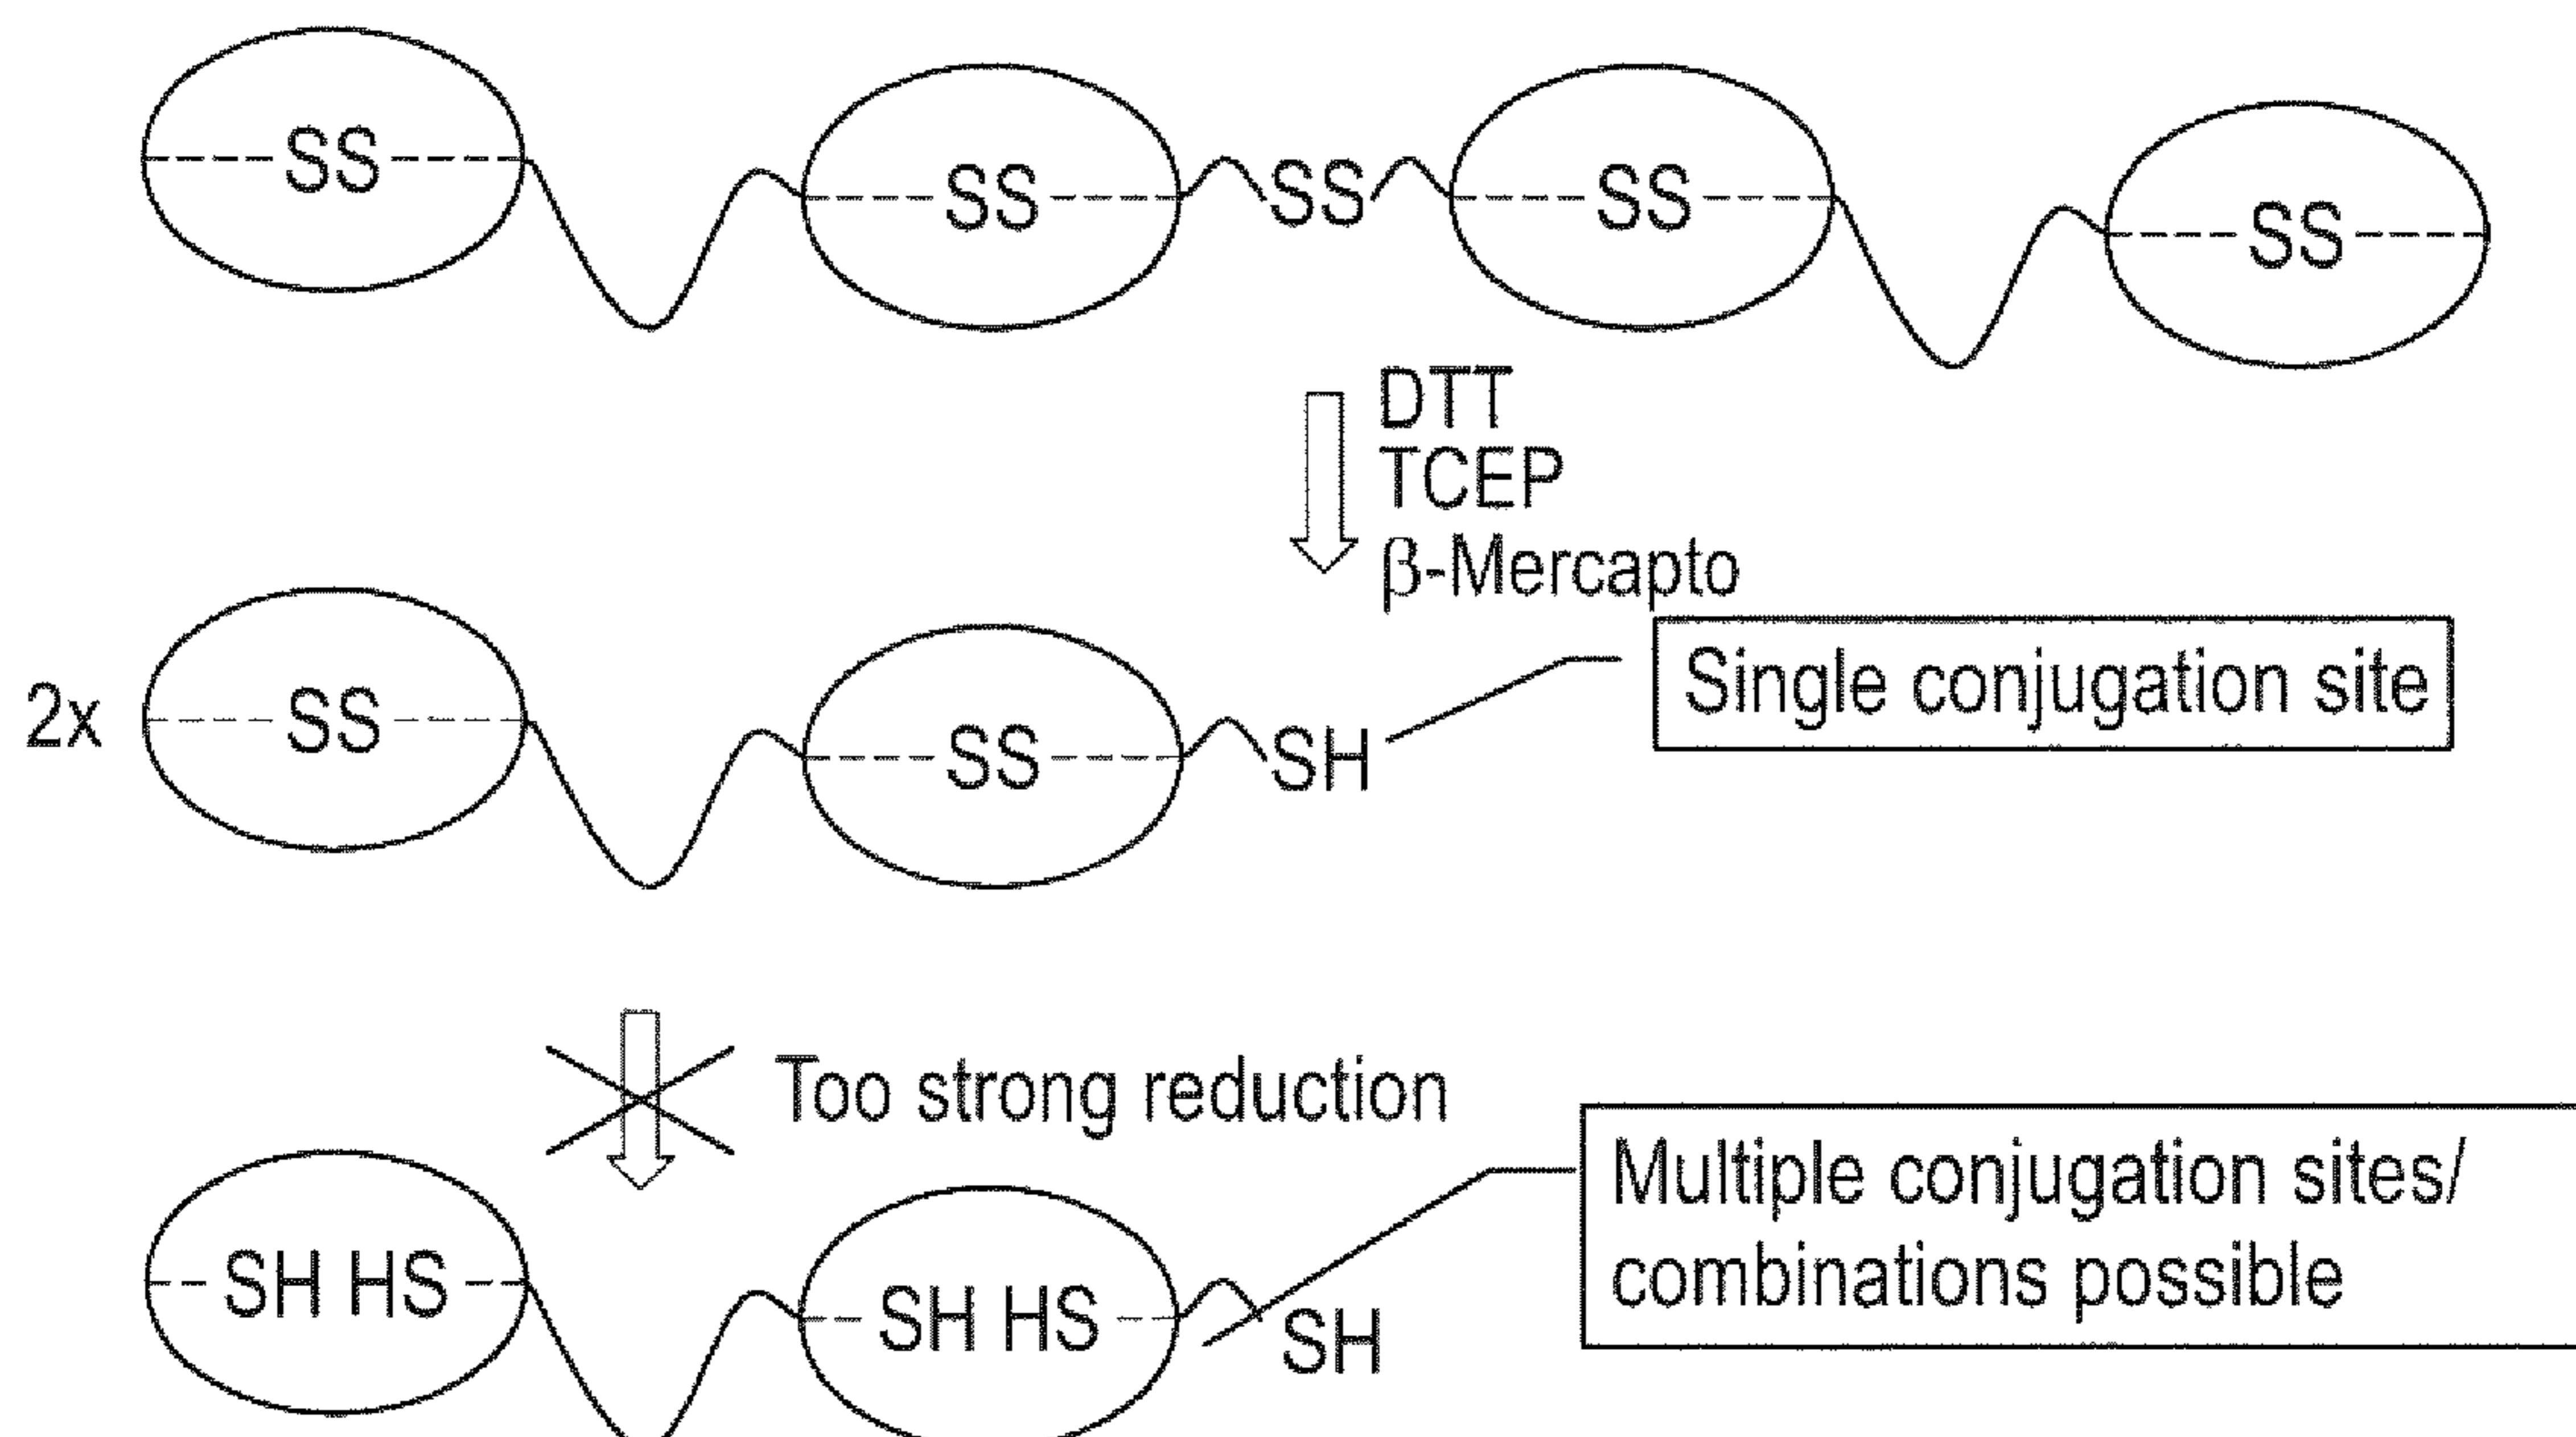 SS SS SS SS SS
DTT
TCEP
β-Mercapto
2x SS SS SH Single conjugation site
Too strong reduction
SH HS SH HS SH Multiple conjugation sites/
combinations possible